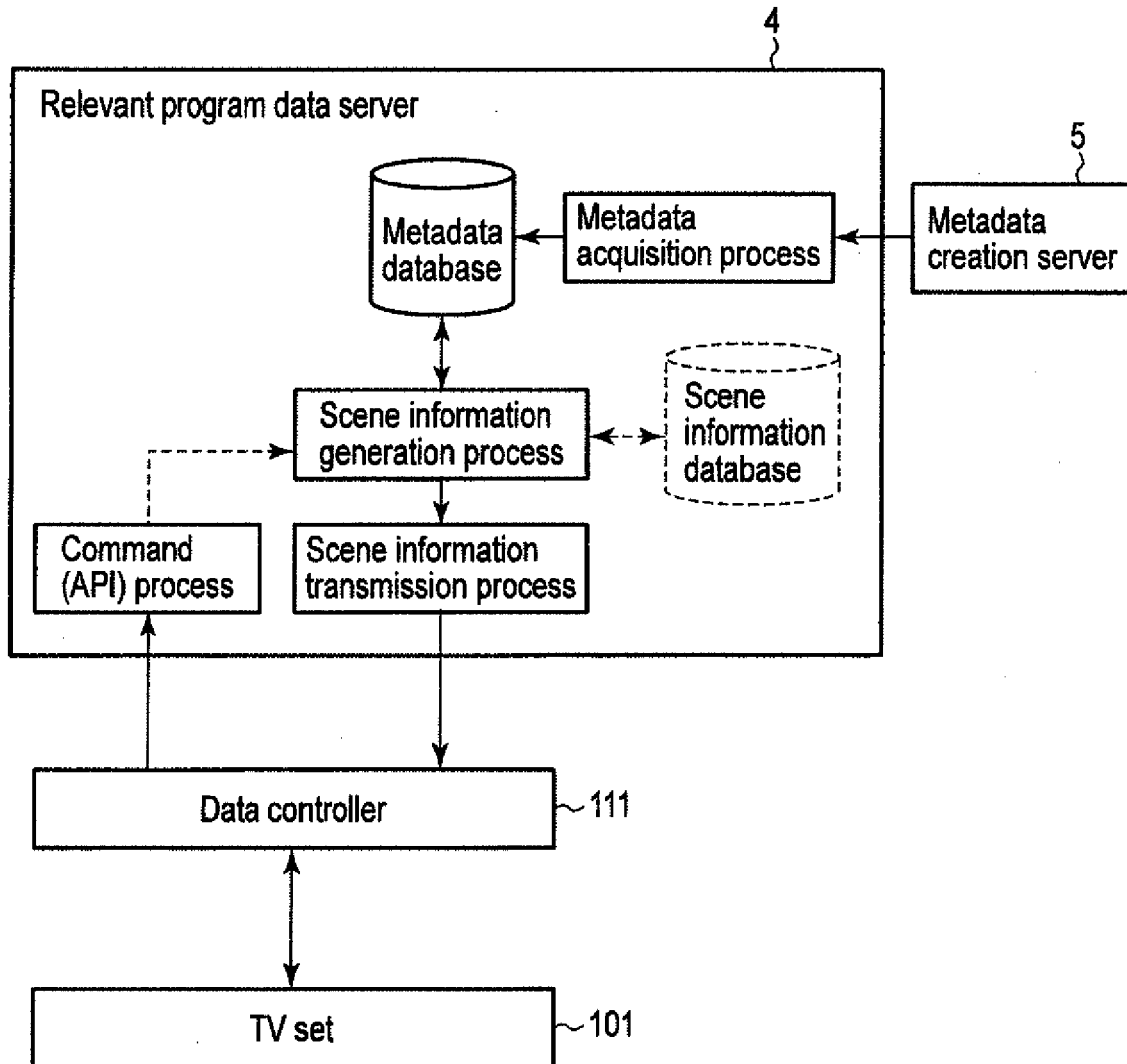 4
Relevant program data server
5
Metadata
database
Metadata
acquisition process
Metadata
creation server
Scene information
generation process
Scene
information
database
Command
(API) process
Scene information
transmission process
Data controller
111
TV set
101